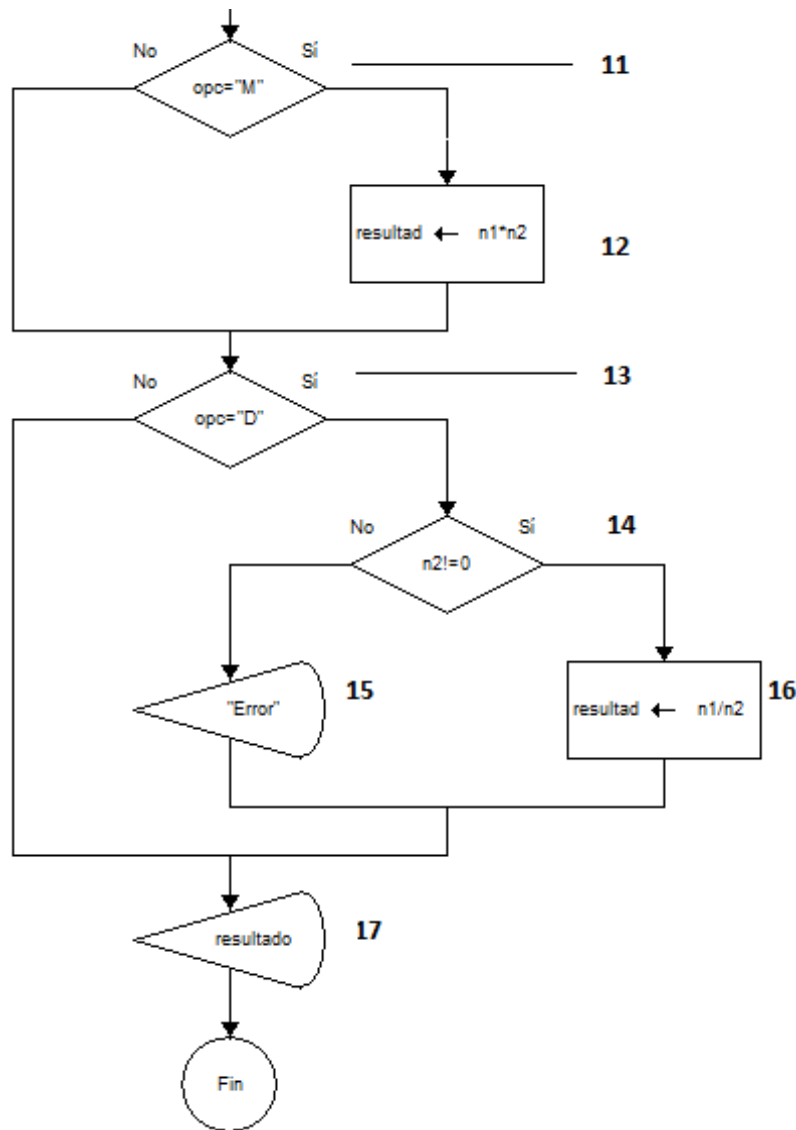 No Sí 11
opc="M"
resultad ← n1*n2 12
No Sí 13
opc="D"
No Sí 14
n2!=0
"Error" 15
resultad ← n1/n2 16
resultado 17
Fin